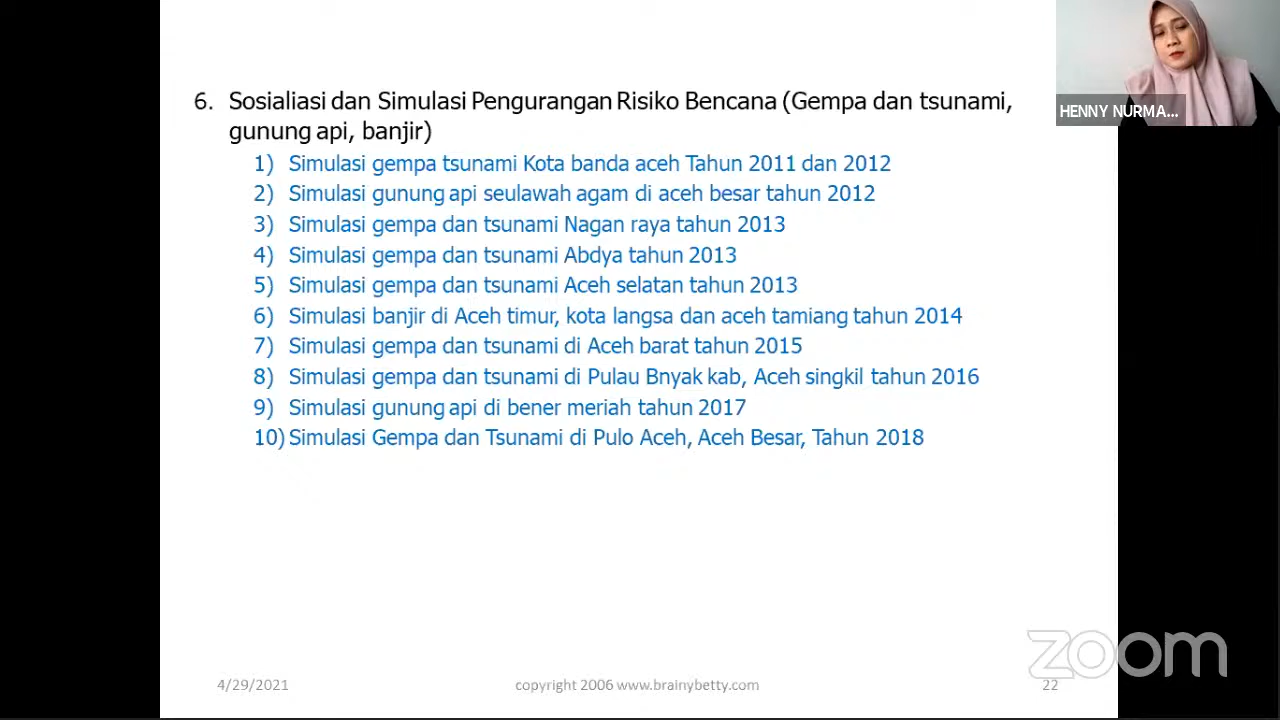 6. Sosialiasi dan Simulasi Pengurangan Risiko Bencana (Gempa dan tsunami,
gunung api, banjir)
1) Simulasi gempa tsunami Kota banda aceh Tahun 2011 dan 2012
2) Simulasi gunung api seulawah agam di aceh besar tahun 2012
3) Simulasi gempa dan tsunami Nagan raya tahun 2013
4) Simulasi gempa dan tsunami Abdya tahun 2013
5) Simulasi gempa dan tsunami Aceh selatan tahun 2013
6) Simulasi banjir di Aceh timur, kota langsa dan aceh tamiang tahun 2014
7) Simulasi gempa dan tsunami di Aceh barat tahun 2015
8) Simulasi gempa dan tsunami di Pulau Bnyak kab, Aceh singkil tahun 2016
9) Simulasi gunung api di bener meriah tahun 2017
10) Simulasi Gempa dan Tsunami di Pulo Aceh, Aceh Besar, Tahun 2018
HENNY NURMA...
zoom
4/29/2021 copyright 2006 www.brainybetty.com 22